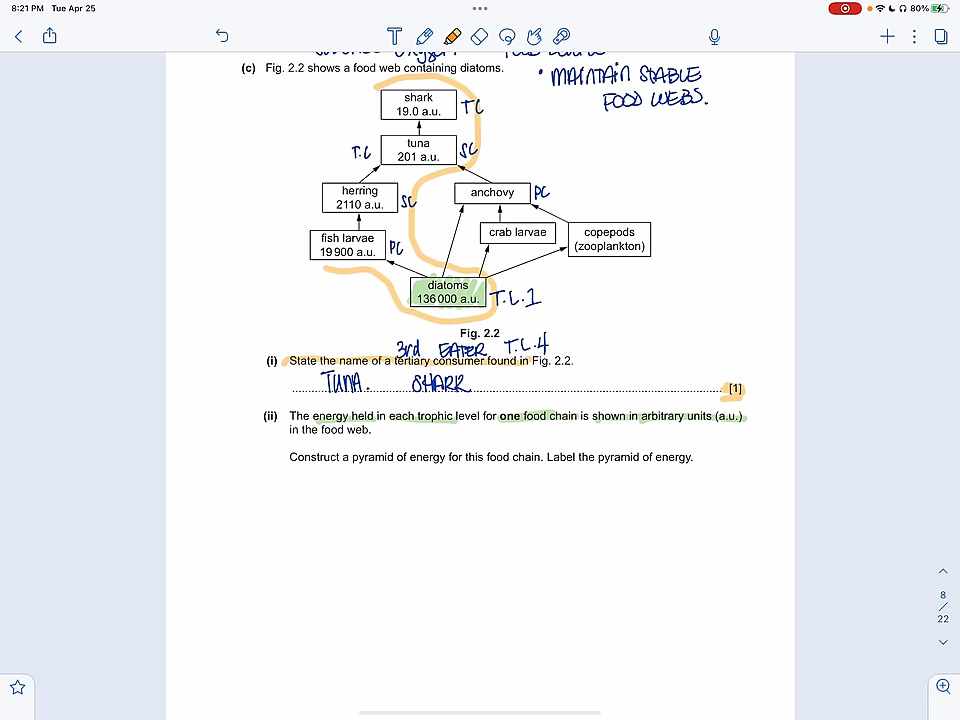 8:21 PM Tue Apr 25
80%
(c) Fig. 2.2 shows a food web containing diatoms.
• MAINTAIN STABLE
FOOD WEBS.
shark
19.0 a.u.
TC
tuna
201 a.u.
T.C
SC
herring
2110 a.u.
SC
anchovy
PC
fish larvae
19 900 a.u.
PC
crab larvae
copepods
(zooplankton)
diatoms
136 000 a.u.
T.L.1
Fig. 2.2
3rd EATER T.L.4
(i) State the name of a tertiary consumer found in Fig. 2.2.
TUNA. SHARK
[1]
(ii) The energy held in each trophic level for one food chain is shown in arbitrary units (a.u.)
in the food web.
Construct a pyramid of energy for this food chain. Label the pyramid of energy.
8
/
22